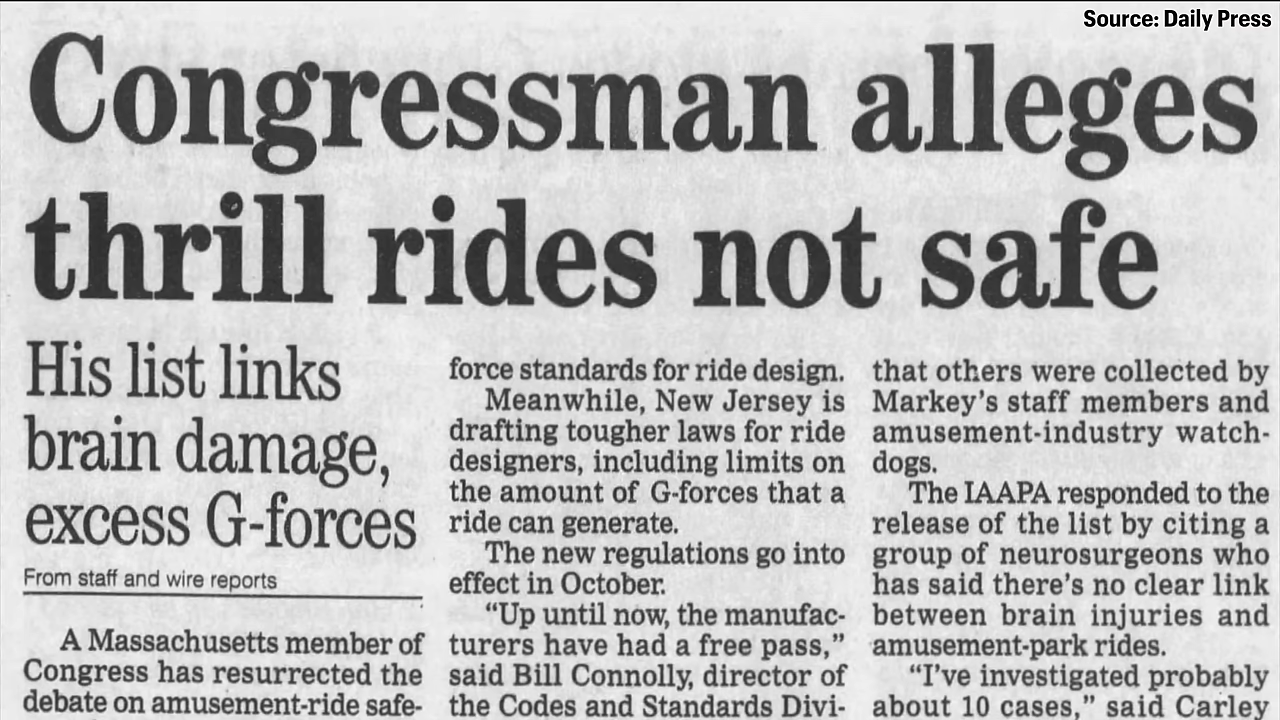 Source: Daily Press
Congressman alleges
thrill rides not safe
His list links
brain damage,
excess G-forces
From staff and wire reports
A Massachusetts member of
Congress has resurrected the
debate on amusement-ride safe-
force standards for ride design.
Meanwhile, New Jersey is
drafting tougher laws for ride
designers, including limits on
the amount of G-forces that a
ride can generate.
The new regulations go into
effect in October.
“Up until now, the manufac-
turers have had a free pass,”
said Bill Connolly, director of
the Codes and Standards Divi-
that others were collected by
Markey’s staff members and
amusement-industry watch-
dogs.
The IAAPA responded to the
release of the list by citing a
group of neurosurgeons who
has said there’s no clear link
between brain injuries and
amusement-park rides.
“I’ve investigated probably
about 10 cases,” said Carley